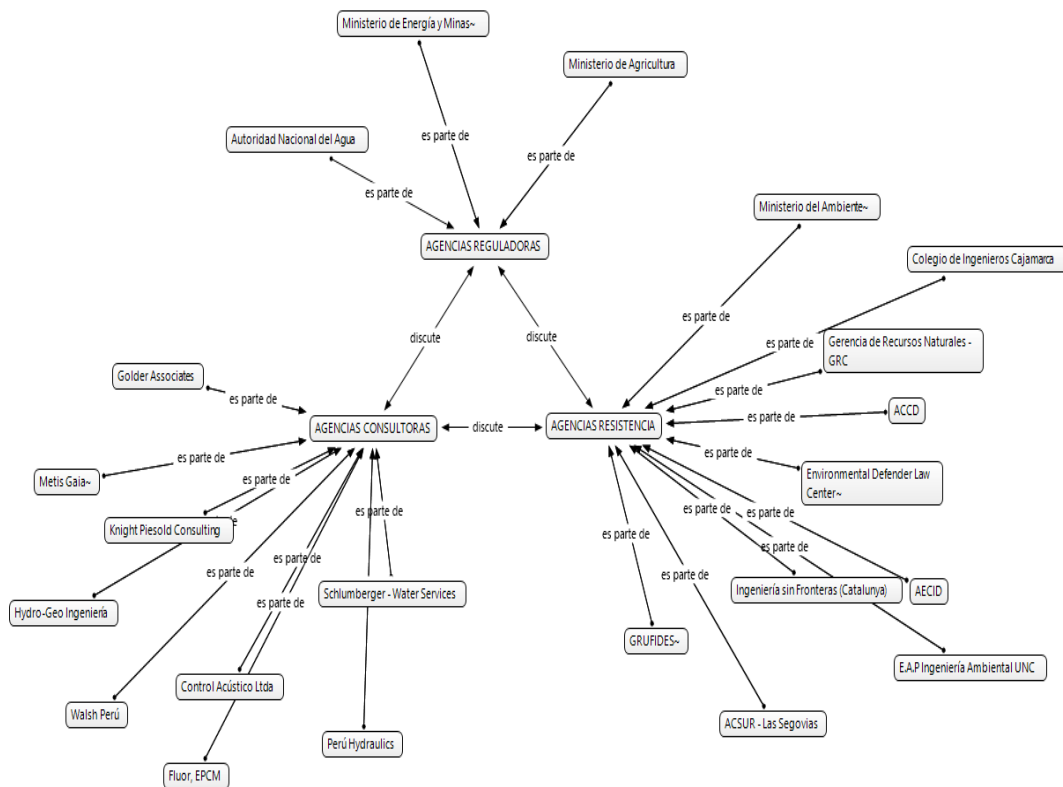 Ministerio de Energía y Minas~
Ministerio de Agricultura
es parte de
Autoridad Nacional del Agua
es parte de
es parte de
Ministerio del Ambiente~
AGENCIAS REGULADORAS
Colegio de Ingenieros Cajamarca
es parte de
discute
discute
es parte de
Gerencia de Recursos Naturales -
GRC
Golder Associates
es parte de
es parte de
es parte de
ACCD
AGENCIAS CONSULTORAS
discute
AGENCIAS RESISTENCIA
es parte de
es parte de
Environmental Defender Law
Center~
Metis Gaia~
es parte de
es parte de
es parte de
es parte de
Knight Piesold Consulting
de
es parte de
es parte de
es parte de
es parte de
es parte de
Schlumberger - Water Services
Ingeniería sin Fronteras (Catalunya)
AECID
Hydro-Geo Ingeniería
es parte de
GRUFIDES~
E.A.P Ingeniería Ambiental UNC
Control Acústico Ltda
Walsh Perú
ACSUR - Las Segovias
Perú Hydraulics
Fluor, EPCM